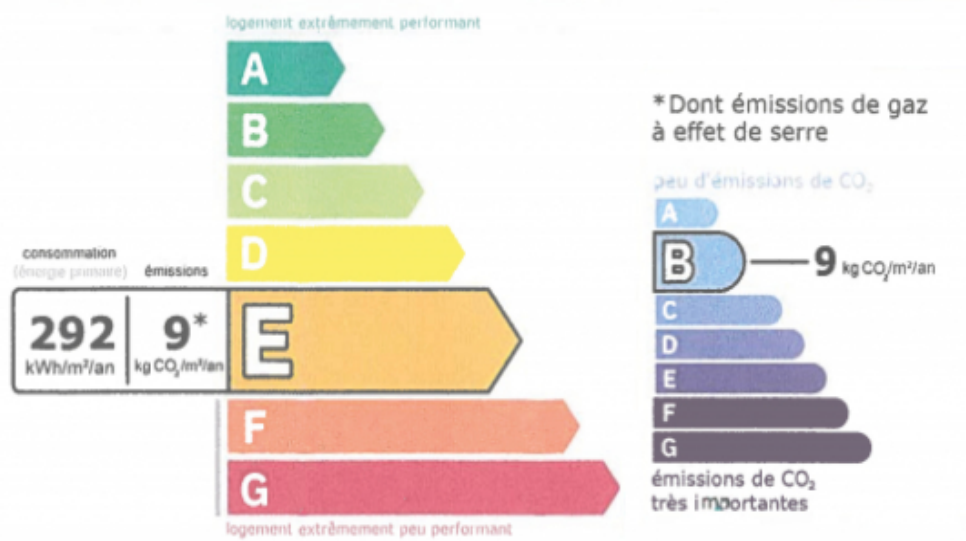 logement extrêmement performant
A
B
C
D
consommation
(énergie primaire)
émissions
292
kWh/m²/an
9*
kg CO₂/m²/an
E
F
G
logement extrêmement peu performant
*Dont émissions de gaz
à effet de serre
peu d'émissions de CO₂
A
B
9 kg CO₂/m²/an
C
D
E
F
G
émissions de CO₂
très importantes